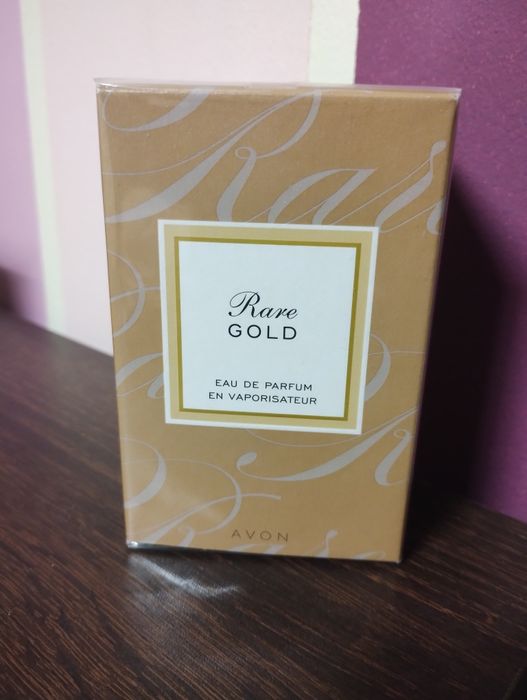 Rare
GOLD
EAU DE PARFUM
EN VAPORISATEUR
AVON